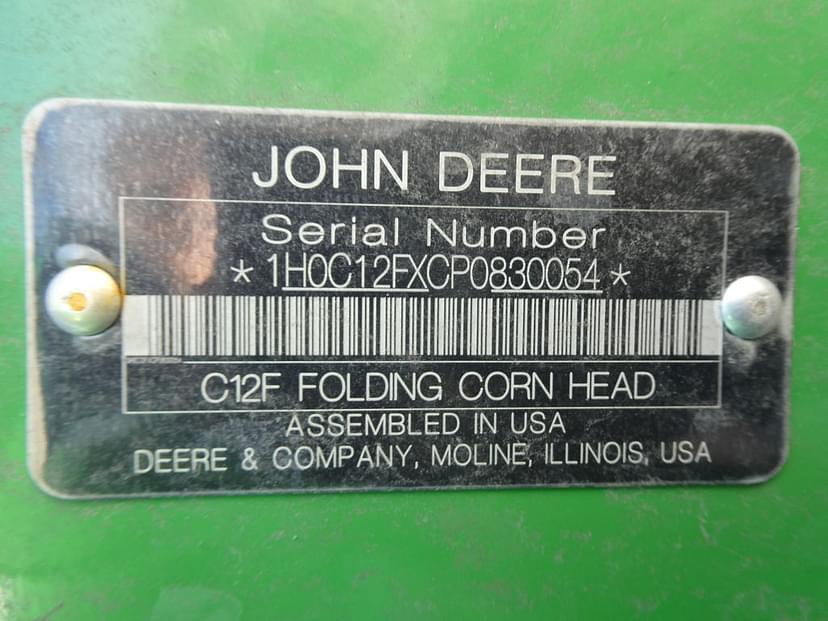 JOHN DEERE
Serial Number
*1H0C12FXCP0830054*
C12F FOLDING CORN HEAD
ASSEMBLED IN USA
DEERE & COMPANY, MOLINE, ILLINOIS, USA